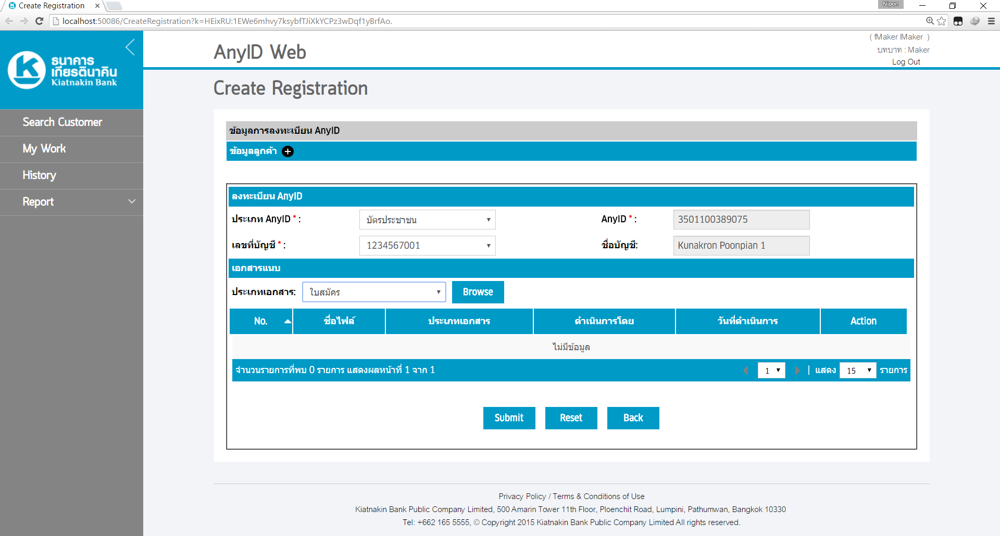 Create Registration
Nipon
localhost:50086/CreateRegistration?k=HEixRU:1EWe6mhvy7ksybfTJiXkYCPz3wDqf1yBrfAo.
ธนาคาร
เกียรตินาคิน
Kiatnakin Bank
Search Customer
My Work
History
Report
AnyID Web
( fMaker lMaker )
บทบาท : Maker
Log Out
Create Registration
ข้อมูลการลงทะเบียน AnyID
ข้อมูลลูกค้า
ลงทะเบียน AnyID
ประเภท AnyID * : บัตรประชาชน AnyID * : 3501100389075
เลขที่บัญชี * : 1234567001 ชื่อบัญชี: Kunakron Poonpian 1
เอกสารแนบ
ประเภทเอกสาร: ใบสมัคร Browse
No. ชื่อไฟล์ ประเภทเอกสาร ดำเนินการโดย วันที่ดำเนินการ Action
ไม่มีข้อมูล
จำนวนรายการที่พบ 0 รายการ แสดงผลหน้าที่ 1 จาก 1 1 | แสดง 15 รายการ
Submit Reset Back
Privacy Policy / Terms & Conditions of Use
Kiatnakin Bank Public Company Limited, 500 Amarin Tower 11th Floor, Ploenchit Road, Lumpini, Pathumwan, Bangkok 10330
Tel: +662 165 5555, © Copyright 2015 Kiatnakin Bank Public Company Limited All rights reserved.